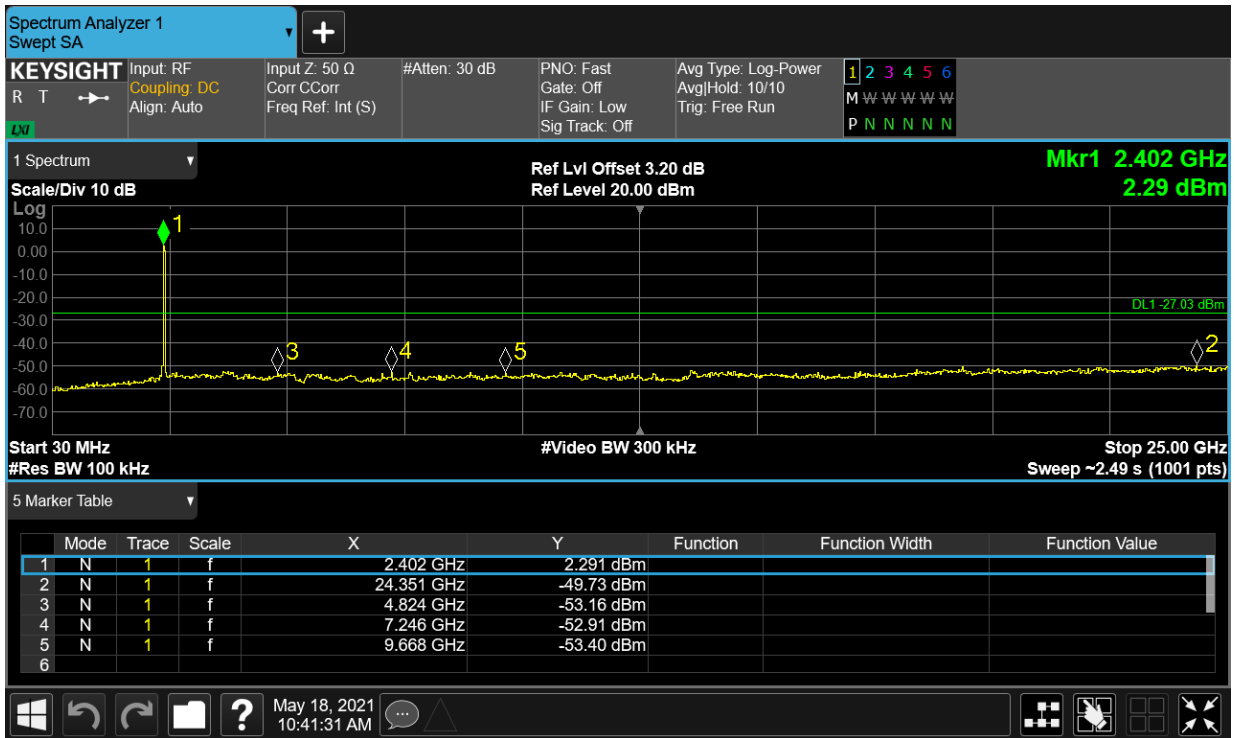 Spectrum Analyzer 1
Swept SA
KEYSIGHT
R T
LXI
Input: RF
Coupling: DC
Align: Auto
Input Z: 50 Ω
Corr CCorr
Freq Ref: Int (S)
#Atten: 30 dB
PNO: Fast
Gate: Off
IF Gain: Low
Sig Track: Off
Avg Type: Log-Power
Avg|Hold: 10/10
Trig: Free Run
1 2 3 4 5 6
M W W W W W
P N N N N N
1 Spectrum
Scale/Div 10 dB
Ref Lvl Offset 3.20 dB
Ref Level 20.00 dBm
Mkr1 2.402 GHz
2.29 dBm
Log
10.0
0.00
-10.0
-20.0
-30.0
-40.0
-50.0
-60.0
-70.0
1
DL1 -27.03 dBm
3
4
5
2
Start 30 MHz
#Res BW 100 kHz
#Video BW 300 kHz
Stop 25.00 GHz
Sweep ~2.49 s (1001 pts)
5 Marker Table
Mode Trace Scale X Y Function Function Width Function Value
1 N 1 f 2.402 GHz 2.291 dBm
2 N 1 f 24.351 GHz -49.73 dBm
3 N 1 f 4.824 GHz -53.16 dBm
4 N 1 f 7.246 GHz -52.91 dBm
5 N 1 f 9.668 GHz -53.40 dBm
6
?
May 18, 2021
10:41:31 AM